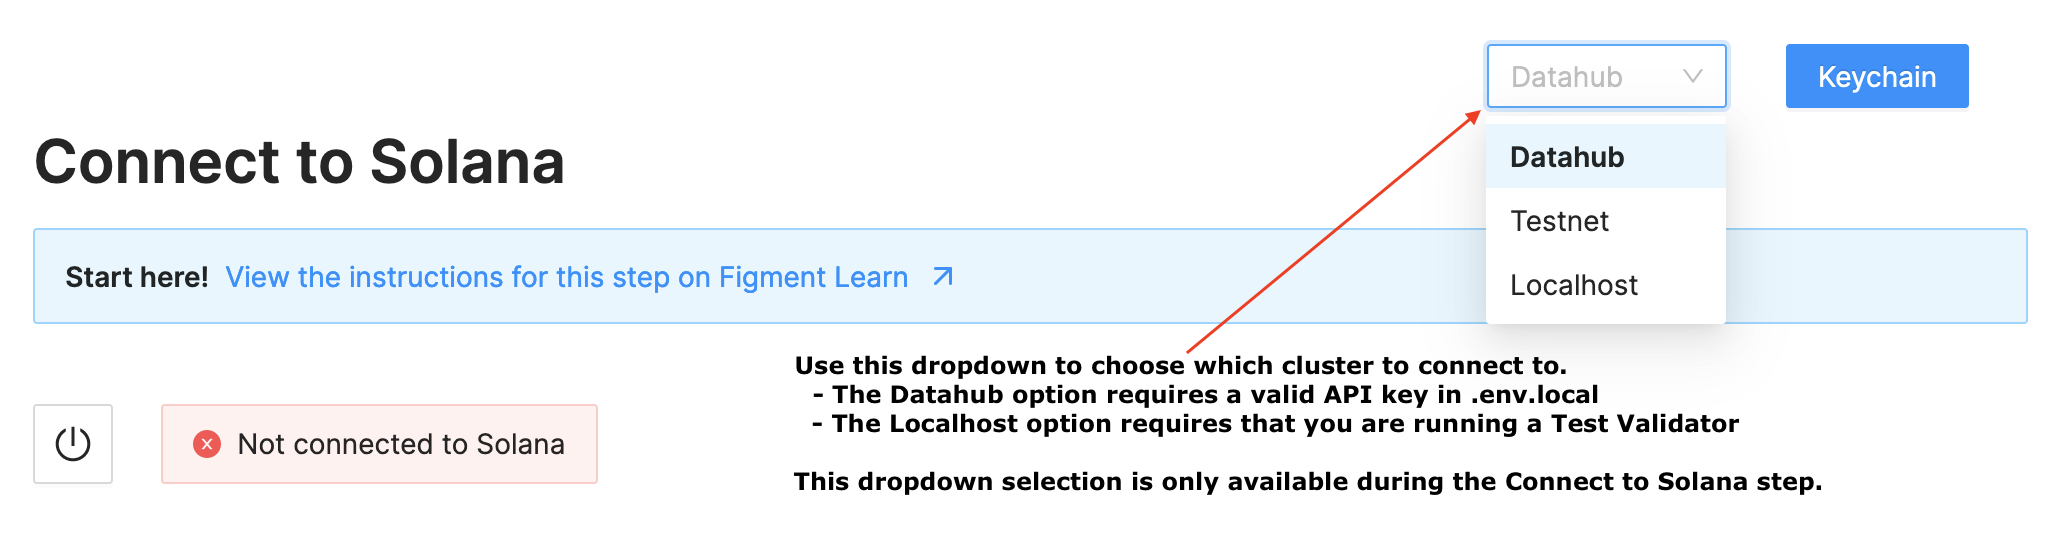 Datahub
Keychain
Connect to Solana
Datahub
Testnet
Localhost
Start here! View the instructions for this step on Figment Learn
Use this dropdown to choose which cluster to connect to.
- The Datahub option requires a valid API key in .env.local
- The Localhost option requires that you are running a Test Validator
Not connected to Solana
This dropdown selection is only available during the Connect to Solana step.